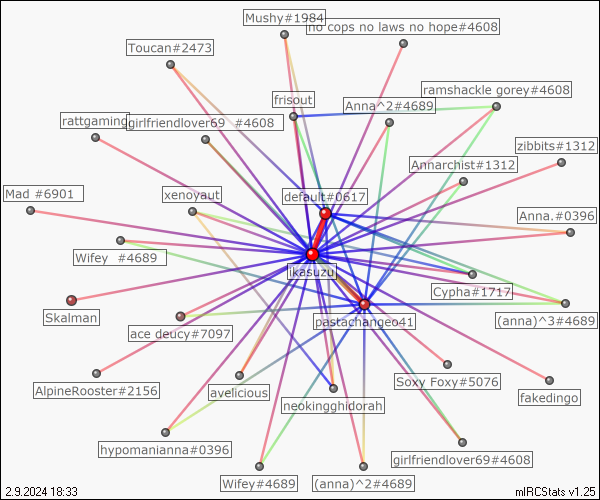 Mushy#1984
no cops no laws no hope#4608
Toucan#2473
ramshackle gorey#4608
frisout
Anna^2#4689
rattgaming
girlfriendlover69 #4608
zibbits#1312
Annarchist#1312
Mad #6901
xenoyaut
default#0617
Anna.#0396
Wifey #4689
ikasuzu
Cypha#1717
Skalman
(anna)^3#4689
pastachangeo41
ace deucy#7097
Soxy Foxy#5076
AlpineRooster#2156
avelicious
fakedingo
neokingghidorah
hypomanianna#0396
girlfriendlover69#4608
Wifey#4689
(anna)^2#4689
2.9.2024 18:33
mIRCStats v1.25